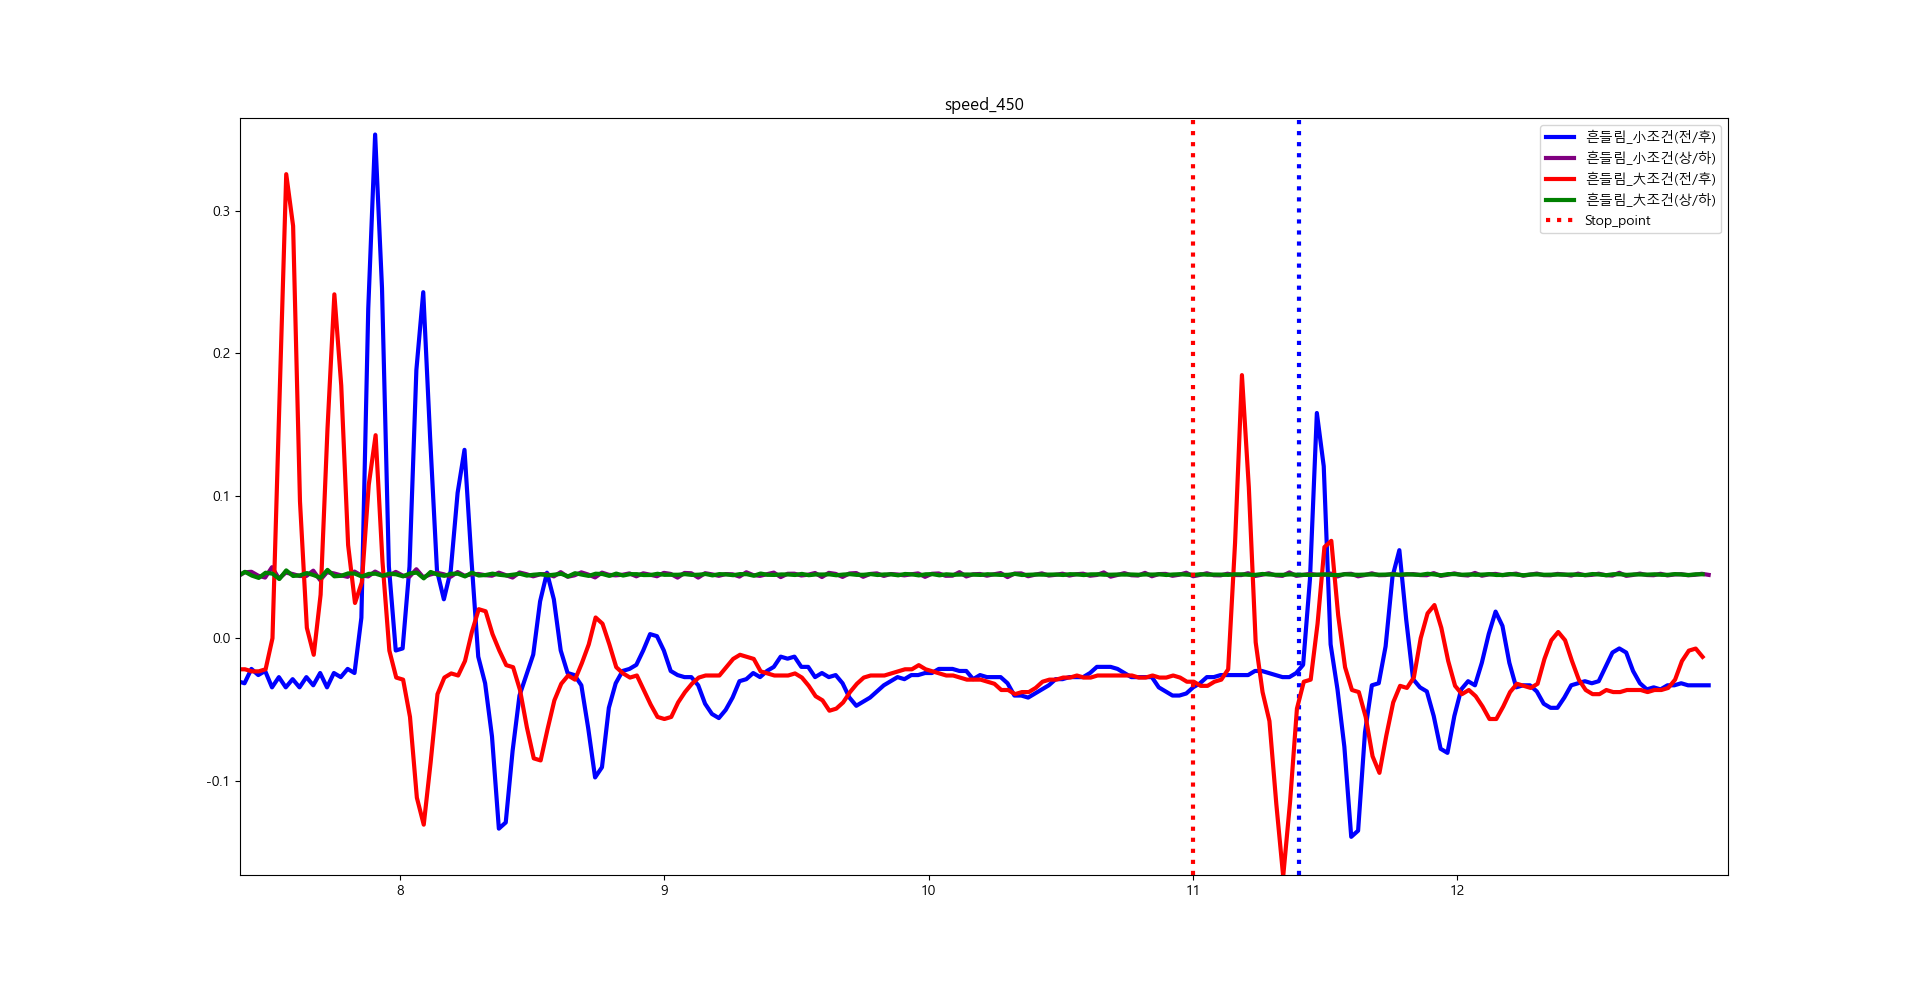 speed_450
흔들림_小조건(전/후)
흔들림_小조건(상/하)
흔들림_大조건(전/후)
흔들림_大조건(상/하)
Stop_point
0.3
0.2
0.1
0.0
-0.1
8 9 10 11 12